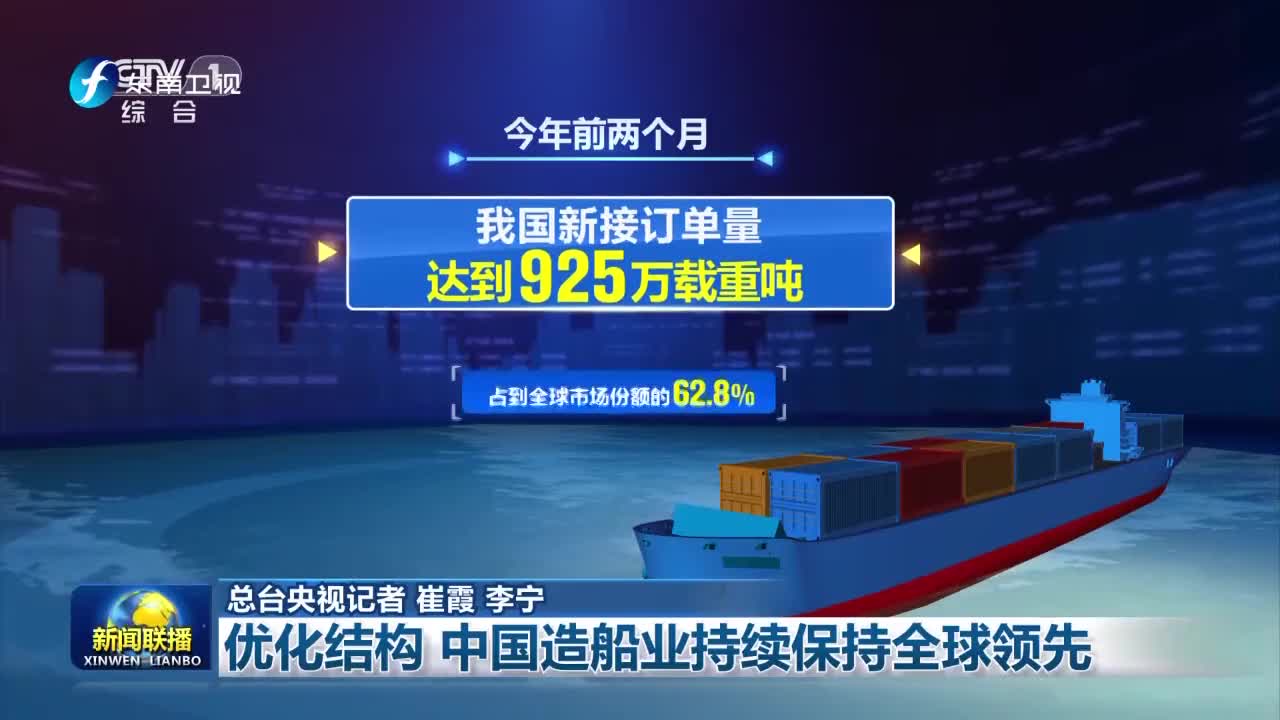 CCTV 1
东南卫视
综合
今年前两个月
我国新接订单量
达到925万载重吨
占到全球市场份额的62.8%
总台央视记者 崔霞 李宁
新闻联播
XINWEN LIANBO
优化结构 中国造船业持续保持全球领先